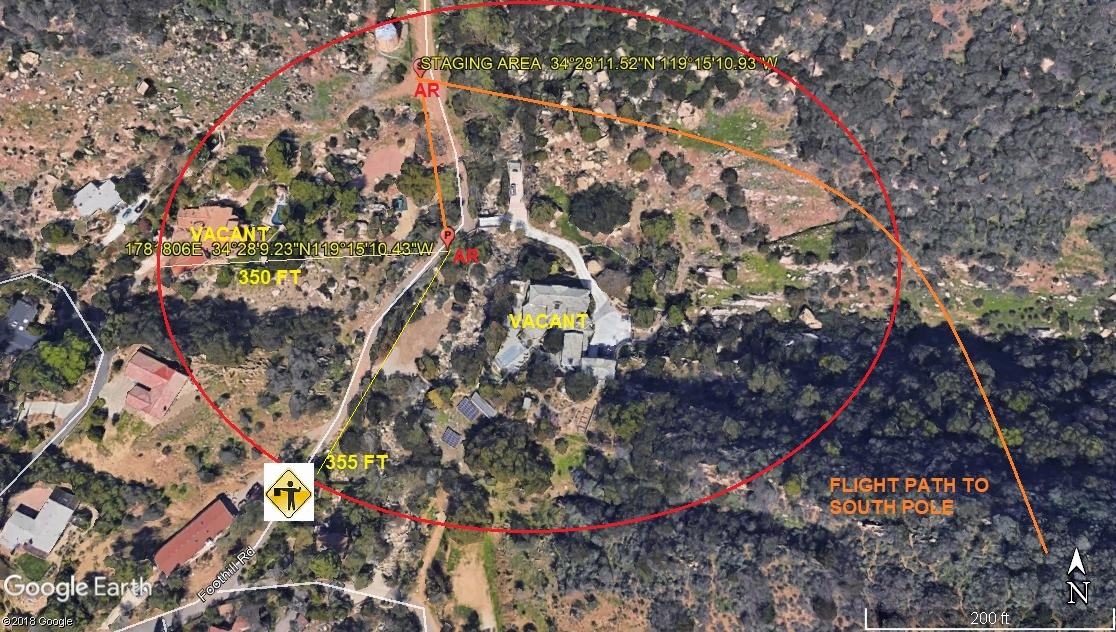 STAGING AREA 34°28'11.52"N 119°15'10.93"W
AR
VACANT
1781806E 34°28'9.23"N119°15'10.43"W
P
AR
350 FT
VACANT
355 FT
FLIGHT PATH TO
SOUTH POLE
Foothill Rd
Google Earth
©2018 Google
N
200 ft